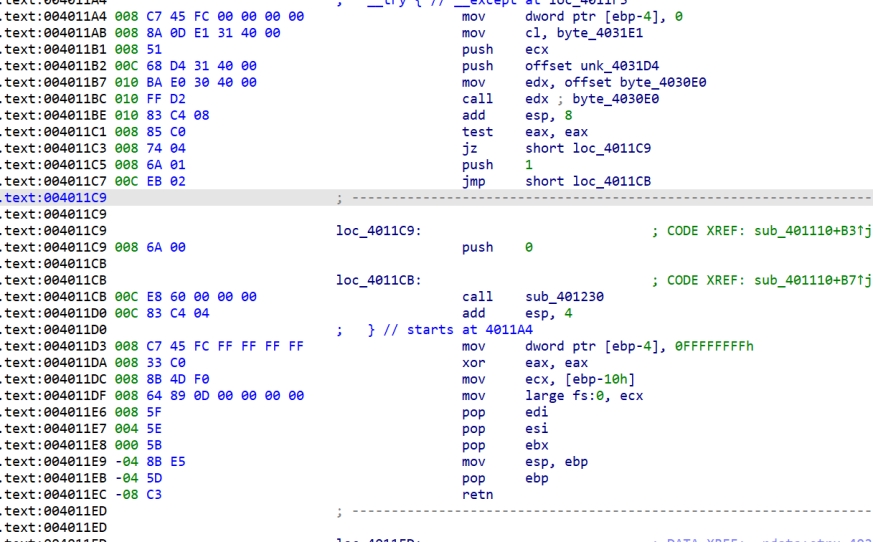 .text:004011A4 ; __try { // __except at loc_4011F3
.text:004011A4 008 C7 45 FC 00 00 00 00 mov dword ptr [ebp-4], 0
.text:004011AB 008 8A 0D E1 31 40 00 mov cl, byte_4031E1
.text:004011B1 008 51 push ecx
.text:004011B2 00C 68 D4 31 40 00 push offset unk_4031D4
.text:004011B7 010 BA E0 30 40 00 mov edx, offset byte_4030E0
.text:004011BC 010 FF D2 call edx ; byte_4030E0
.text:004011BE 010 83 C4 08 add esp, 8
.text:004011C1 008 85 C0 test eax, eax
.text:004011C3 008 74 04 jz short loc_4011C9
.text:004011C5 008 6A 01 push 1
.text:004011C7 00C EB 02 jmp short loc_4011CB
.text:004011C9 ; ---------------------------------------------------------------------------
.text:004011C9
.text:004011C9 loc_4011C9: ; CODE XREF: sub_401110+B3↑j
.text:004011C9 008 6A 00 push 0
.text:004011CB
.text:004011CB loc_4011CB: ; CODE XREF: sub_401110+B7↑j
.text:004011CB 00C E8 60 00 00 00 call sub_401230
.text:004011D0 00C 83 C4 04 add esp, 4
.text:004011D0 ; } // starts at 4011A4
.text:004011D3 008 C7 45 FC FF FF FF FF mov dword ptr [ebp-4], 0FFFFFFFFh
.text:004011DA 008 33 C0 xor eax, eax
.text:004011DC 008 8B 4D F0 mov ecx, [ebp-10h]
.text:004011DF 008 64 89 0D 00 00 00 00 mov large fs:0, ecx
.text:004011E6 008 5F pop edi
.text:004011E7 004 5E pop esi
.text:004011E8 000 5B pop ebx
.text:004011E9 -04 8B E5 mov esp, ebp
.text:004011EB -04 5D pop ebp
.text:004011EC -08 C3 retn
.text:004011ED ; ---------------------------------------------------------------------------
.text:004011ED